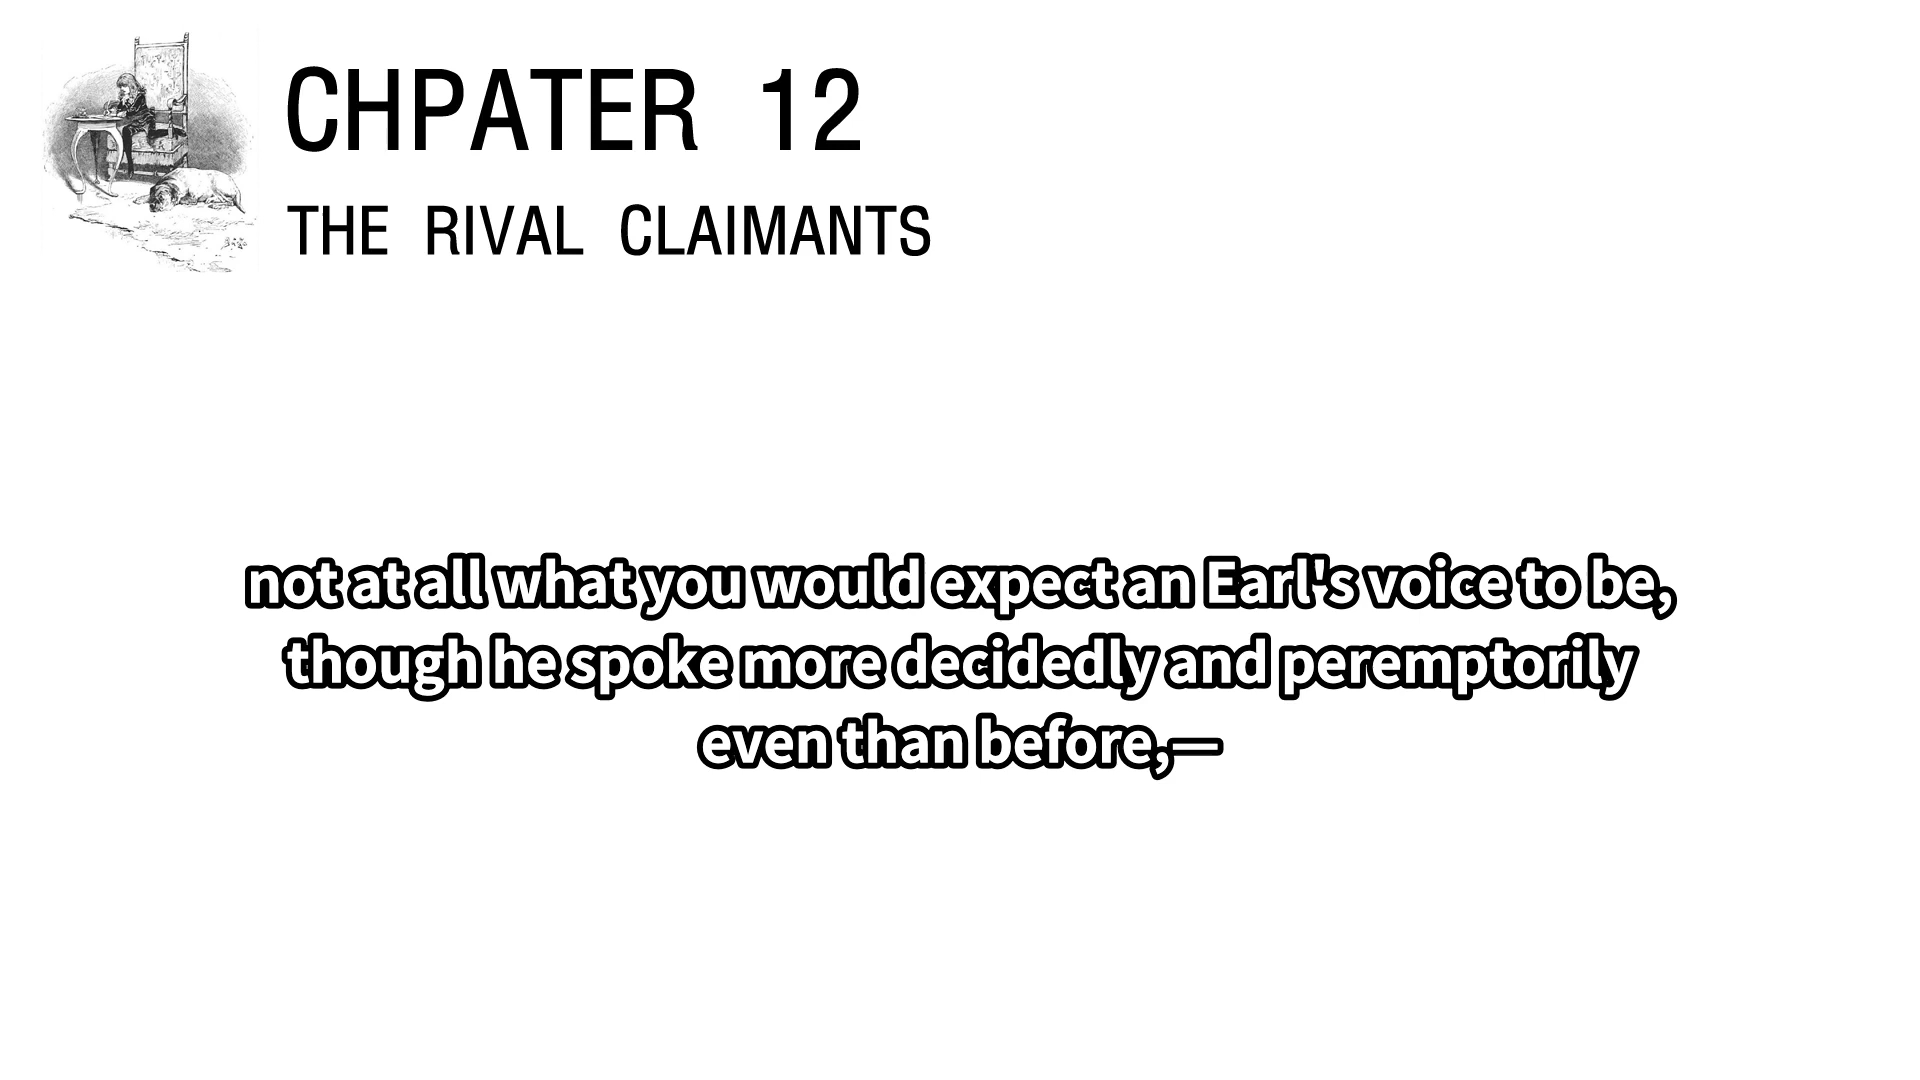 CHPATER 12
THE RIVAL CLAIMANTS
not at all what you would expect an Earl's voice to be,
though he spoke more decidedly and peremptorily
even than before,—